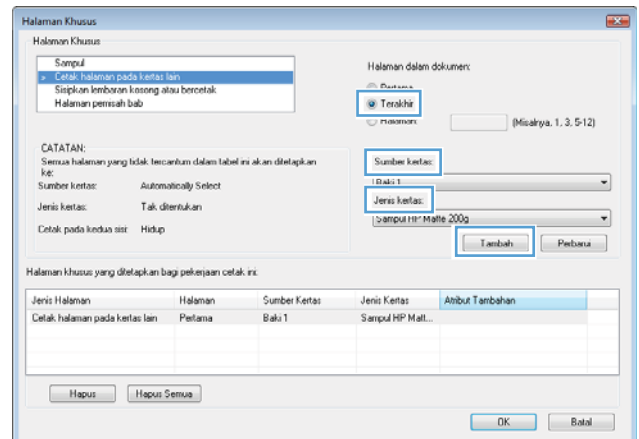 Halaman Khusus
Halaman Khusus
Sampul
> Cetak halaman pada kertas lain
Sisipkan lembaran kosong atau bercetak
Halaman pemisah bab
Halaman dalam dokumen:
Pertama
Terakhir
Halaman: (Misalnya, 1, 3, 5-12)
CATATAN:
Semua halaman yang tidak tercantum dalam tabel ini akan ditetapkan
ke:
Sumber kertas: Automatically Select
Jenis kertas: Tak ditentukan
Cetak pada kedua sisi: Hidup
Sumber kertas:
Baki 1
Jenis kertas:
Sampul HP Matte 200g
Tambah Perbarui
Halaman khusus yang ditetapkan bagi pekerjaan cetak ini:
Jenis Halaman Halaman Sumber Kertas Jenis Kertas Atribut Tambahan
Cetak halaman pada kertas lain Pertama Baki 1 Sampul HP Matt...
Hapus Hapus Semua
OK Batal